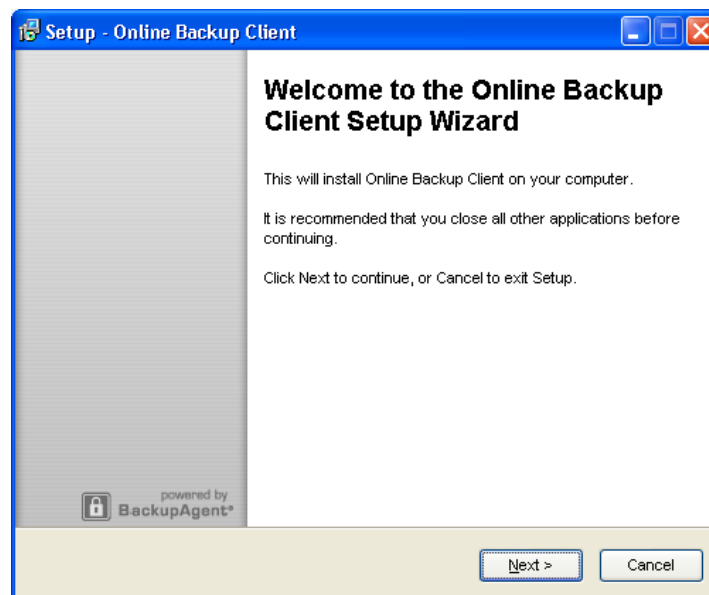 Setup - Online Backup Client
Welcome to the Online Backup
Client Setup Wizard
This will install Online Backup Client on your computer.
It is recommended that you close all other applications before
continuing.
Click Next to continue, or Cancel to exit Setup.
powered by
BackupAgent®
Next >
Cancel